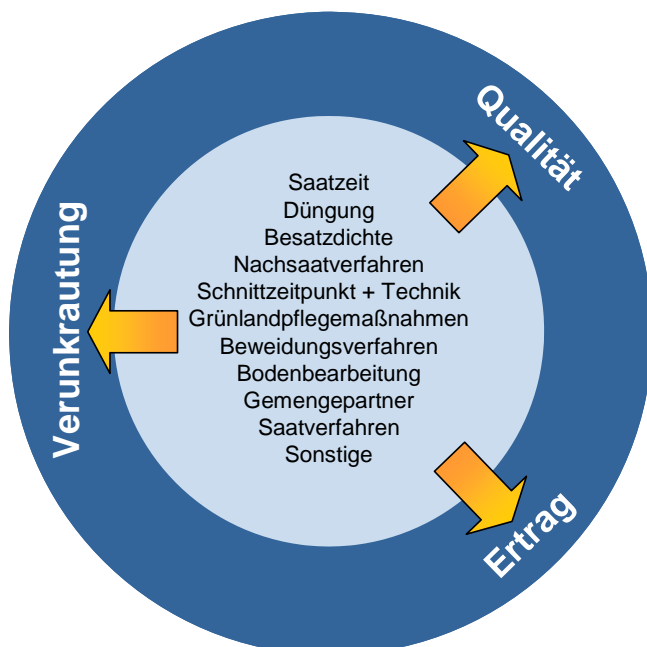 Qualität
Saatzeit
Düngung
Besatzdichte
Nachsaatverfahren
Schnittzeitpunkt + Technik
Grünlandpflegemaßnahmen
Beweidungsverfahren
Bodenbearbeitung
Gemengepartner
Saatverfahren
Sonstige
Verunkrautung
Ertrag